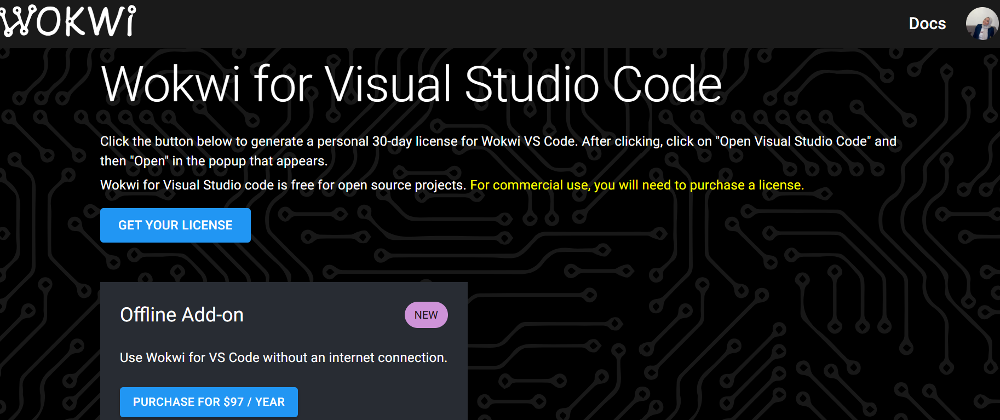 WOKWi
Docs
Wokwi for Visual Studio Code
Click the button below to generate a personal 30-day license for Wokwi VS Code. After clicking, click on "Open Visual Studio Code" and
then "Open" in the popup that appears.
Wokwi for Visual Studio code is free for open source projects. For commercial use, you will need to purchase a license.
GET YOUR LICENSE
Offline Add-on
NEW
Use Wokwi for VS Code without an internet connection.
PURCHASE FOR $97 / YEAR